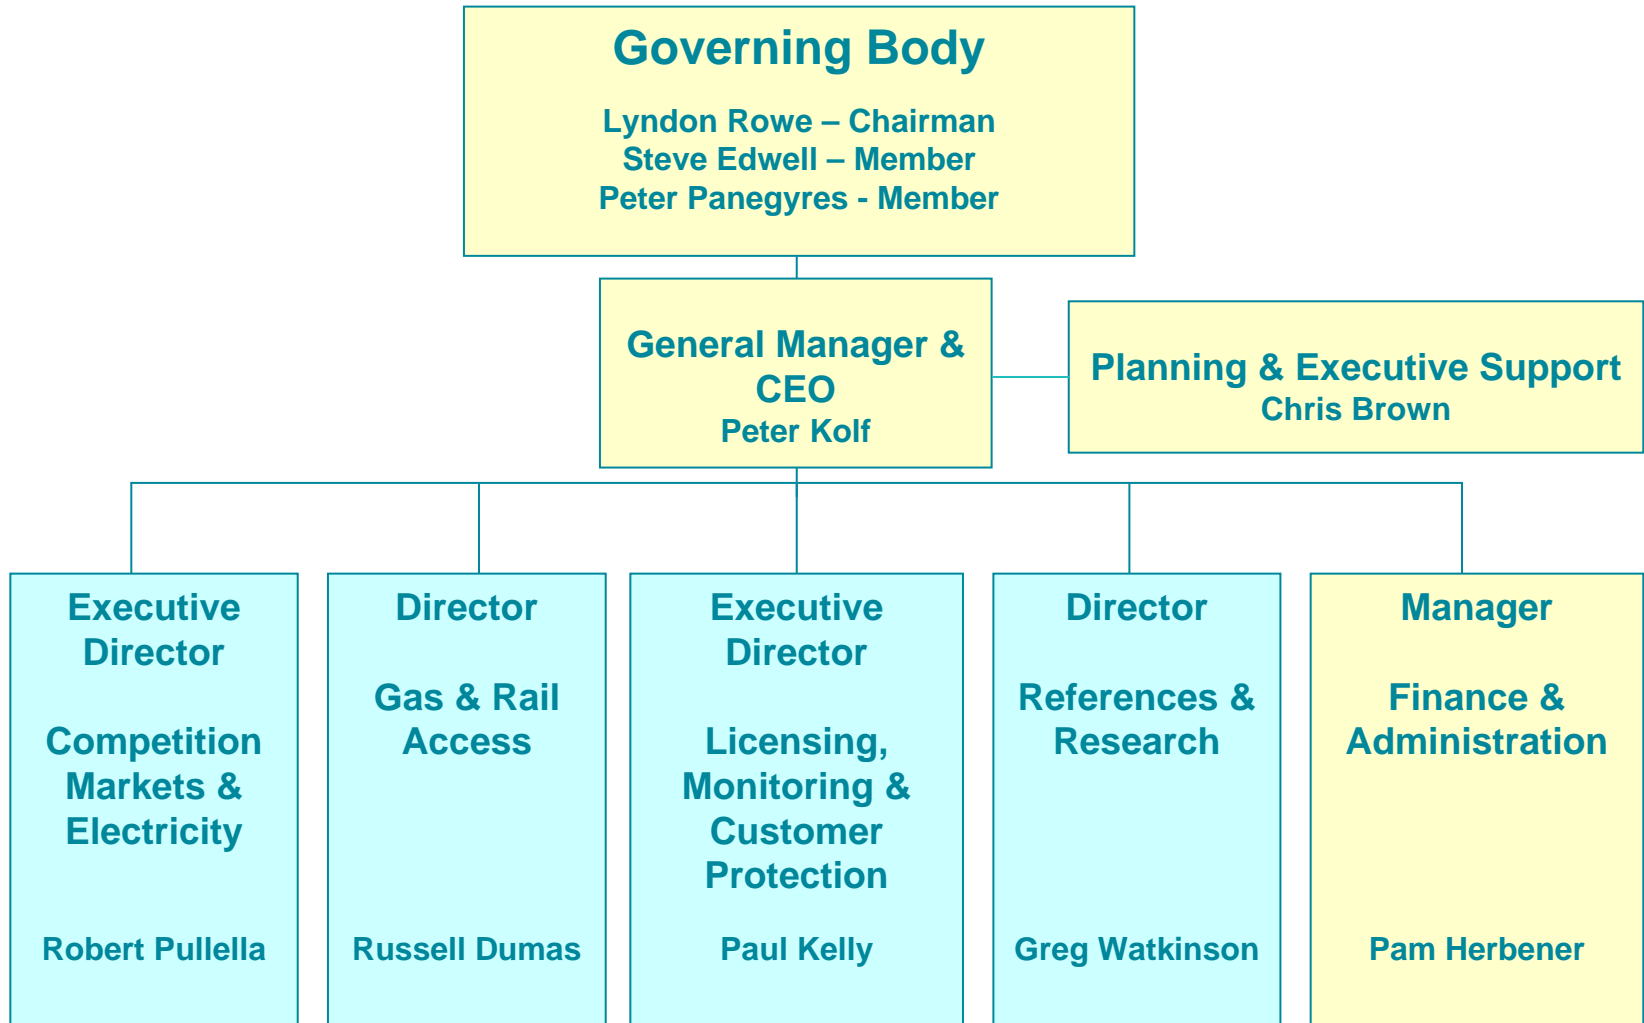 Governing Body
Lyndon Rowe – Chairman
Steve Edwell – Member
Peter Panegyres - Member
General Manager &
CEO
Peter Kolf
Planning & Executive Support
Chris Brown
Executive
Director
Competition
Markets &
Electricity
Robert Pullella
Director
Gas & Rail
Access
Russell Dumas
Executive
Director
Licensing,
Monitoring &
Customer
Protection
Paul Kelly
Director
References &
Research
Greg Watkinson
Manager
Finance &
Administration
Pam Herbener